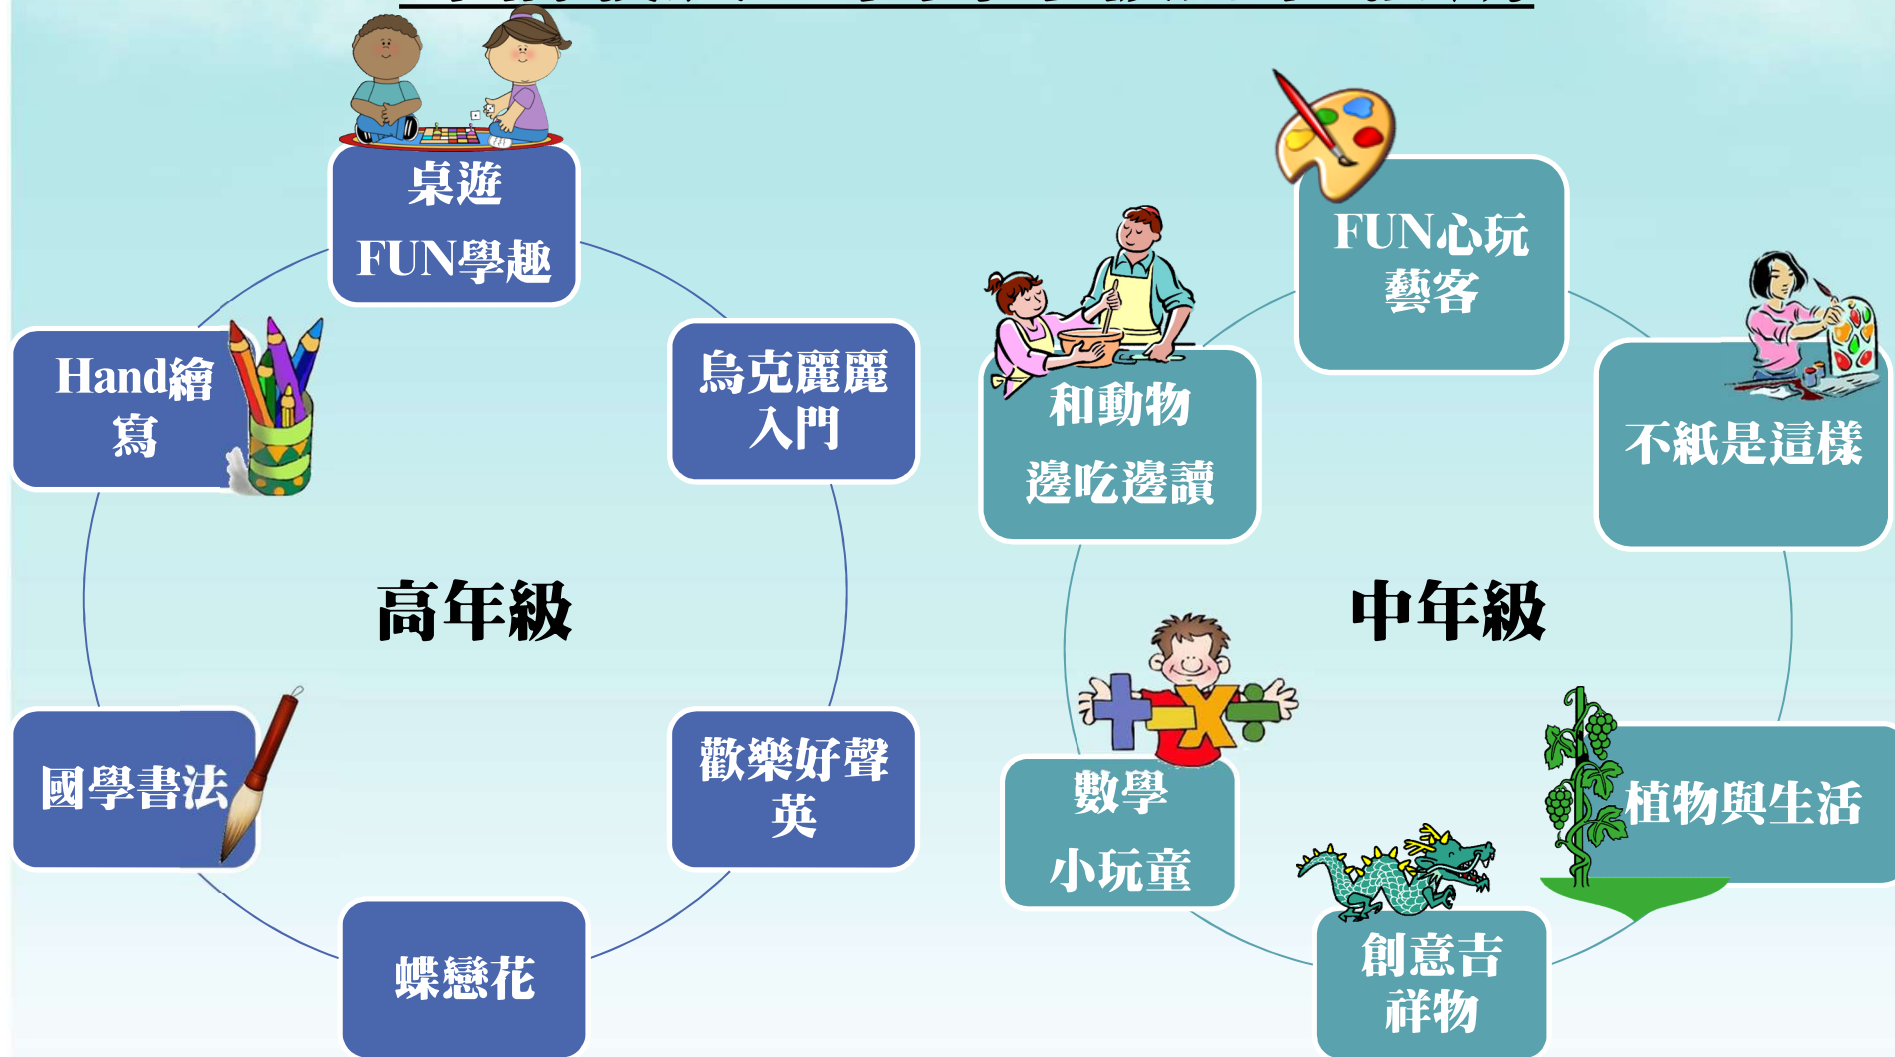 桌遊
FUN學趣
烏克麗麗
入門
歡樂好聲
英
蝶戀花
國學書法
Hand繪
寫
高年級
FUN心玩
藝客
不紙是這樣
植物與生活
創意吉
祥物
數學
小玩童
和動物
邊吃邊讀
中年級